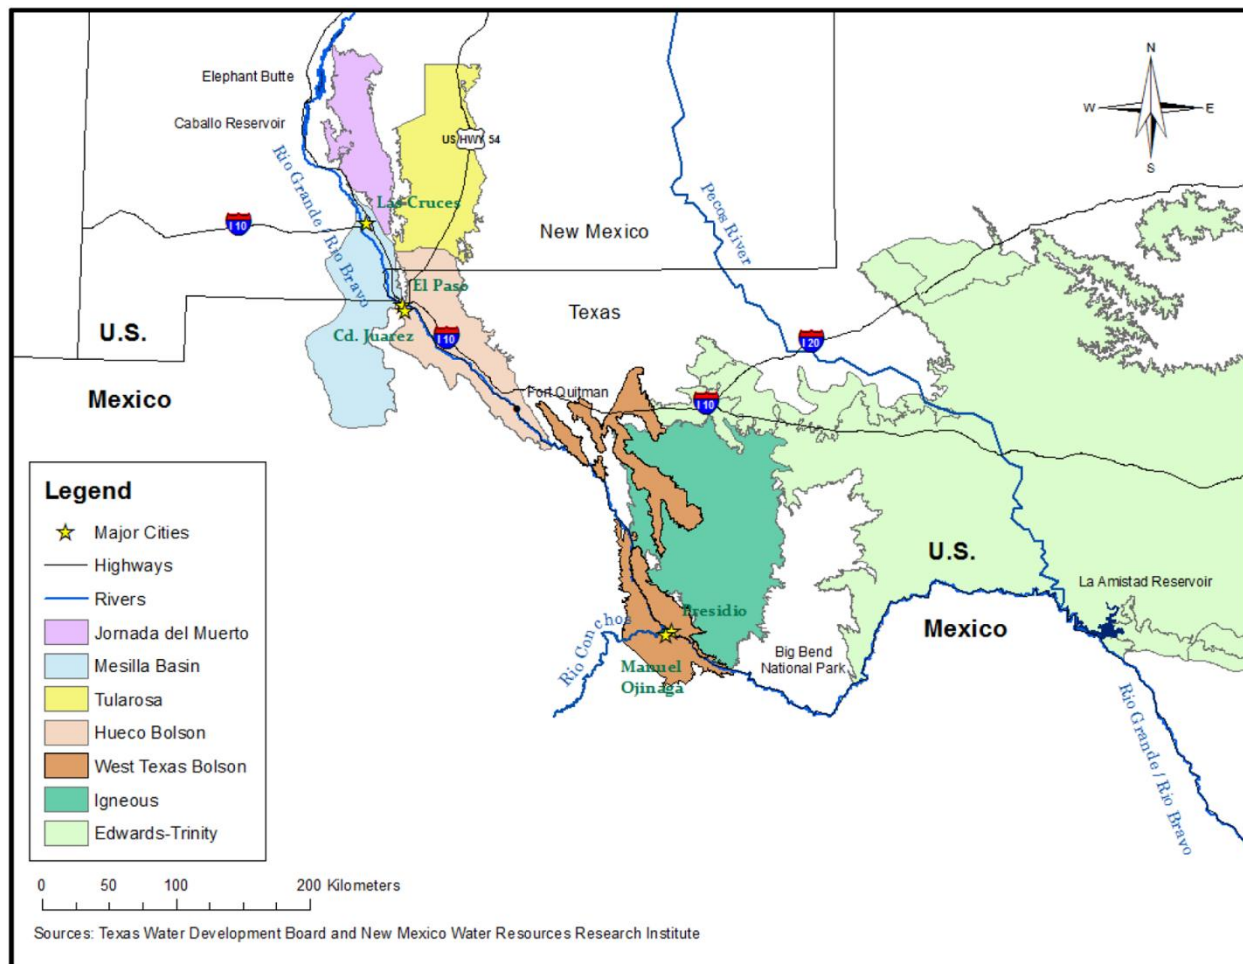 Elephant Butte
Caballo Reservoir
US HWY 54
N
W
E
S
Rio Grande / Rio Bravo
Las Cruces
I 10
Pecos River
New Mexico
El Paso
Texas
U.S.
Cd. Juarez
I 10
I 20
Mexico
Fort Quitman
I 10
U.S.
La Amistad Reservoir
Presidio
Rio Conchos
Mexico
Big Bend
National Park
Manuel
Ojinaga
Rio Grande / Rio Bravo
Legend
Major Cities
Highways
Rivers
Jornada del Muerto
Mesilla Basin
Tularosa
Hueco Bolson
West Texas Bolson
Igneous
Edwards-Trinity
0 50 100 200 Kilometers
Sources: Texas Water Development Board and New Mexico Water Resources Research Institute